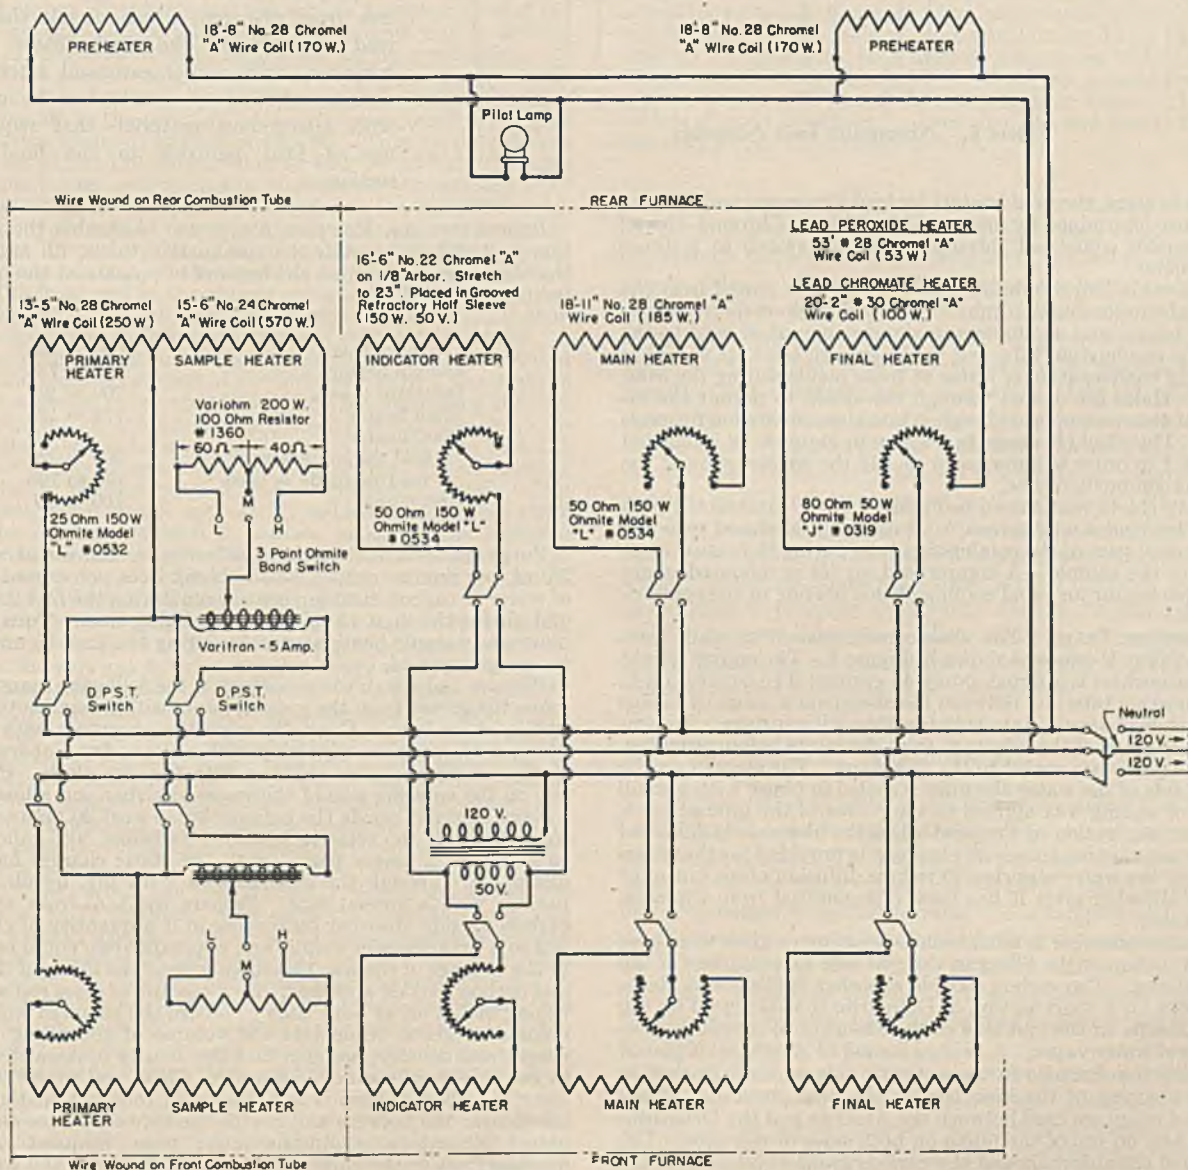 PREHEATER
18'-8" No. 28 Chromel
"A" Wire Coil (170 W.)
18'-8" No. 28 Chromel
"A" Wire Coil (170 W.)
PREHEATER
Pilot Lamp
Wire Wound on Rear Combustion Tube
REAR FURNACE
LEAD PEROXIDE HEATER
53' # 28 Chromel "A"
Wire Coil (53 W)
LEAD CHROMATE HEATER
20'-2" # 30 Chromel "A"
Wire Coil (100 W.)
16'-6" No. 22 Chromel "A"
on 1/8" Arbor. Stretch
to 23". Placed in Grooved
Refractory Half Sleeve
(150 W. 50 V.)
13'-5" No. 28 Chromel
"A" Wire Coil (250 W)
15'-6" No. 24 Chromel
"A" Wire Coil (570 W.)
18'-11" No. 28 Chromel "A"
Wire Coil (185 W.)
PRIMARY
HEATER
SAMPLE HEATER
INDICATOR HEATER
MAIN HEATER
FINAL HEATER
Variohm 200 W.
100 Ohm Resistor
# 1360
60Ω
40Ω
L
M
H
25 Ohm 150 W
Ohmite Model
"L" # 0532
3 Point Ohmite
Band Switch
50 Ohm 150 W
Ohmite Model "L"
# 0534
50 Ohm 150 W
Ohmite Model
"L" # 0534
80 Ohm 50 W
Ohmite Model
"J" # 0319
Varitran - 5 Amp.
D.P.S.T.
Switch
D.P.S.T.
Switch
Neutral
120 V.
120 V.
120 V.
50 V.
L
M
H
PRIMARY
HEATER
SAMPLE HEATER
INDICATOR HEATER
MAIN HEATER
FINAL HEATER
Wire Wound on Front Combustion Tube
FRONT FURNACE